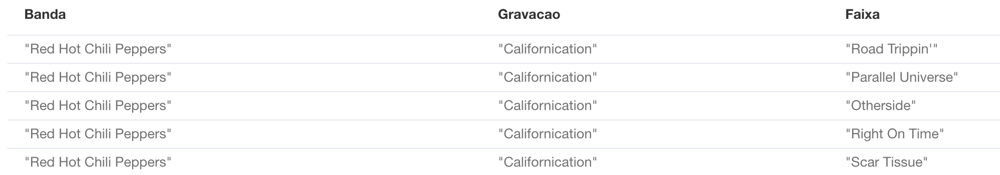 Banda Gravacao Faixa
"Red Hot Chili Peppers" "Californication" "Road Trippin'"
"Red Hot Chili Peppers" "Californication" "Parallel Universe"
"Red Hot Chili Peppers" "Californication" "Otherside"
"Red Hot Chili Peppers" "Californication" "Right On Time"
"Red Hot Chili Peppers" "Californication" "Scar Tissue"